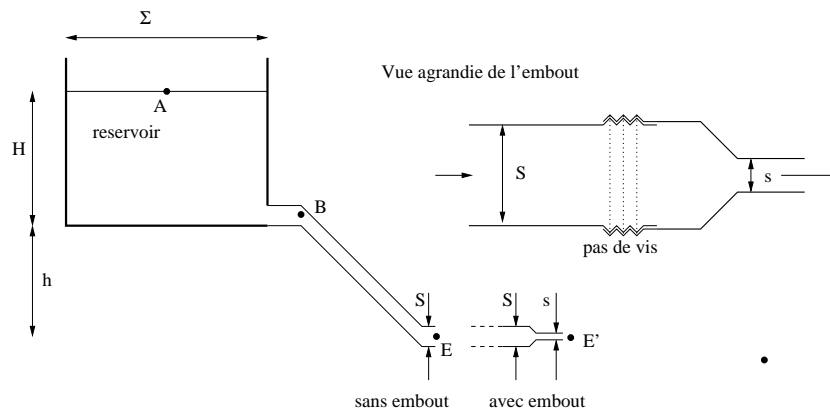 Σ
Vue agrandie de l'embout
A
reservoir
H
S
s
B
pas de vis
h
S
S
s
E
E'
sans embout
avec embout